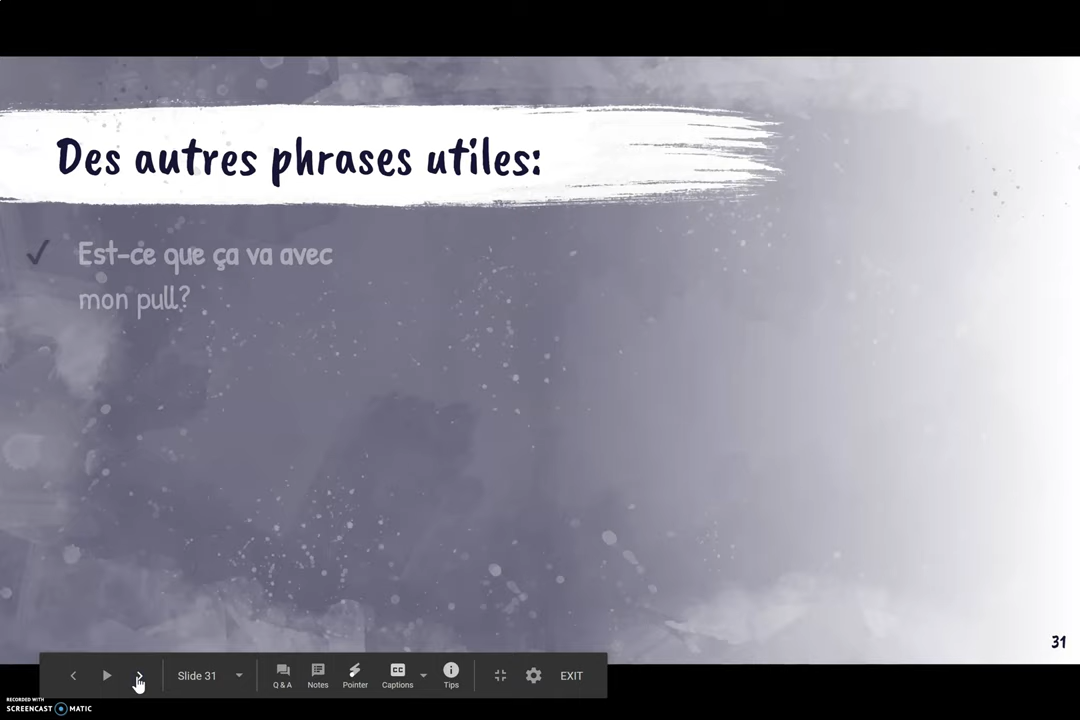 Des autres phrases utiles:
✓ Est-ce que ça va avec
mon pull?
31
Slide 31
Q & A
Notes
Pointer
CC
Captions
Tips
EXIT
RECORDED WITH
SCREENCAST MATIC